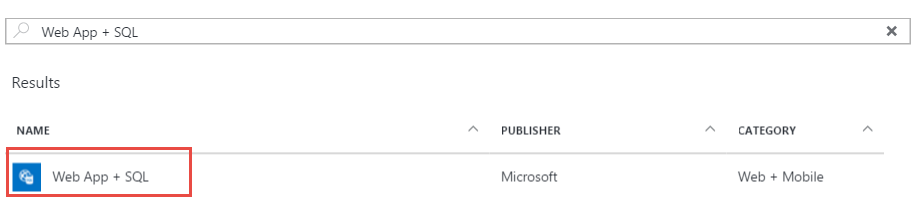 Web App + SQL
Results
NAME PUBLISHER CATEGORY
Web App + SQL Microsoft Web + Mobile